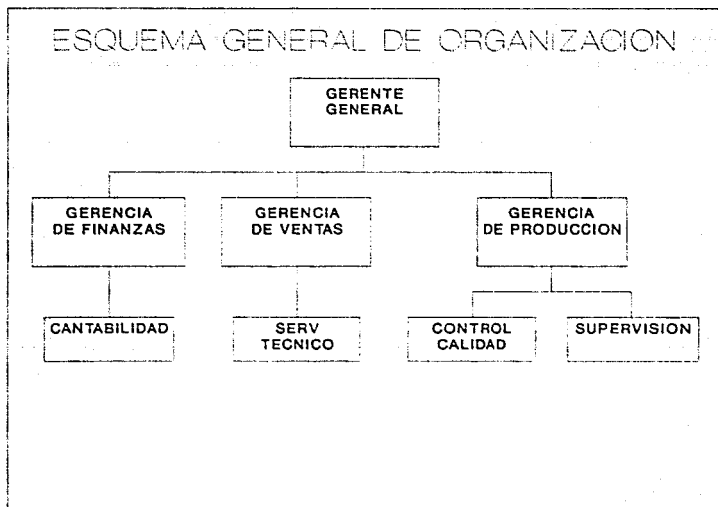 ESQUEMA GENERAL DE ORGANIZACION
GERENTE
GENERAL
GERENCIA
DE FINANZAS
GERENCIA
DE VENTAS
GERENCIA
DE PRODUCCION
CANTABILIDAD
SERV
TECNICO
CONTROL
CALIDAD
SUPERVISION